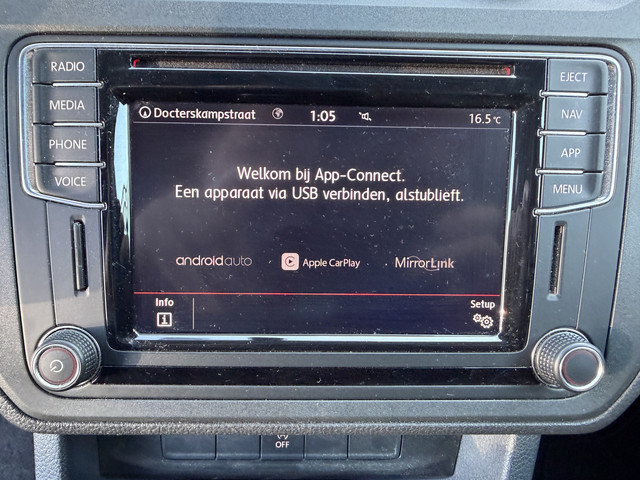 RADIO
MEDIA
PHONE
VOICE
Docterskampstraat 1:05 16.5°C
Welkom bij App-Connect.
Een apparaat via USB verbinden, alstublieft.
androidauto Apple CarPlay MirrorLink
Info Setup
EJECT
NAV
APP
MENU
OFF